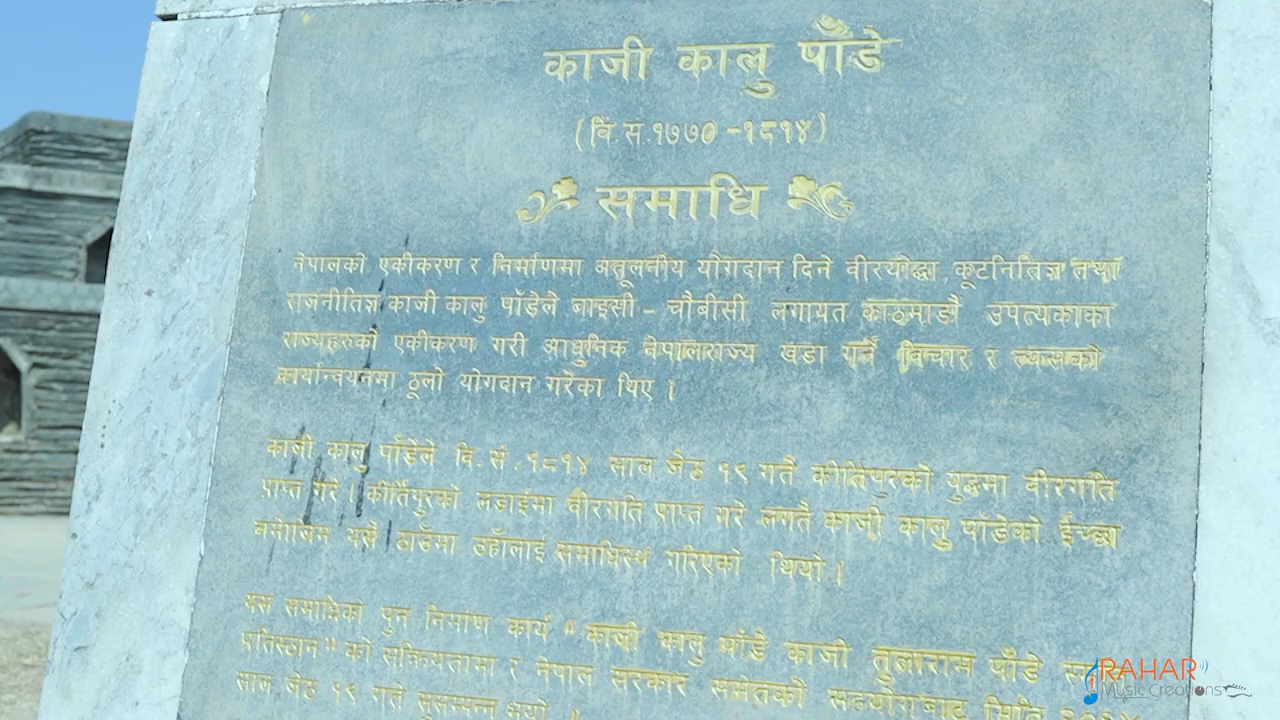 काजी कालु पाँडे
(वि.स.१७७०-१८१४)
समाधि
नेपालको एकीकरण र निर्माणमा अतूलनीय योगदान दिने वीरयोद्धा, कूटनितिज्ञ तथा
राजनीतिज्ञ काजी कालु पाँडेले बाइसी - चौबीसी लगायत काठमाडौं उपत्यकाका
राज्यहरुको एकीकरण गरी आधुनिक नेपालराज्य खडा गर्ने विचार र त्यसको
कार्यान्वयनमा ठूलो योगदान गरेका थिए ।
काजी कालु पाँडेले वि.सं.१८१४ साल जेठ १९ गते कीर्तिपुरको युद्धमा वीरगति
प्राप्त गरे । कीर्तिपुरको लडाईमा वीरगति प्राप्त गरे लगतै काजी कालु पाँडेको ईच्छा
बमोजिम यसै ठाउँमा उहाँलाई समाधिस्थ गरिएको थियो ।
यस समाधिको पुन निर्माण कार्य " काजी कालु पाँडे काजी तुलाराम पाँडे
प्रतिस्ठान " को सक्रियतामा र नेपाल सरकार समेतको सहयोगबाट मिति
साल जेठ १९ गते सुसम्पन्न भयो ।
RAHAR
Music Creations